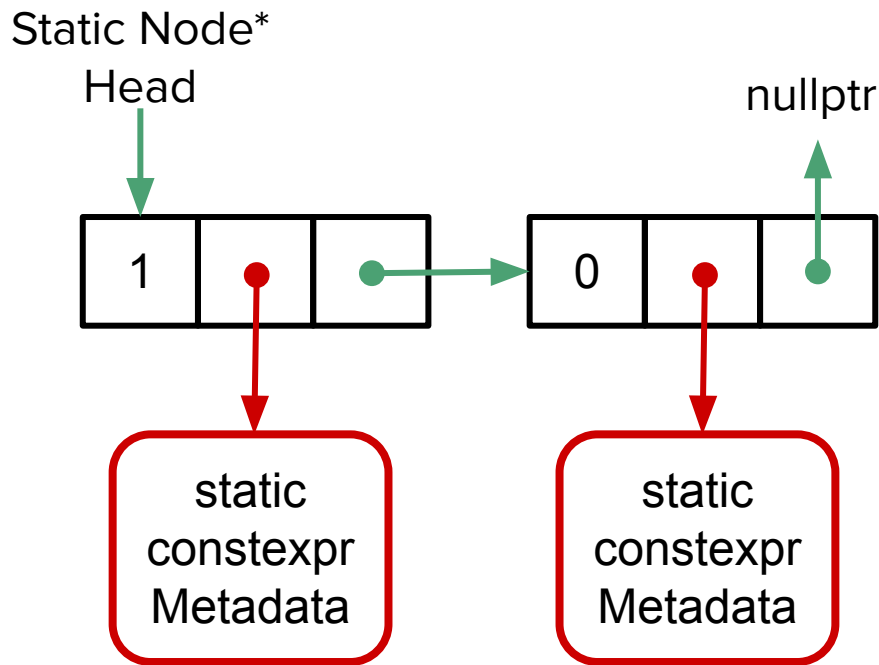 Static Node*
Head
nullptr
1
0
static
constexpr
Metadata
static
constexpr
Metadata